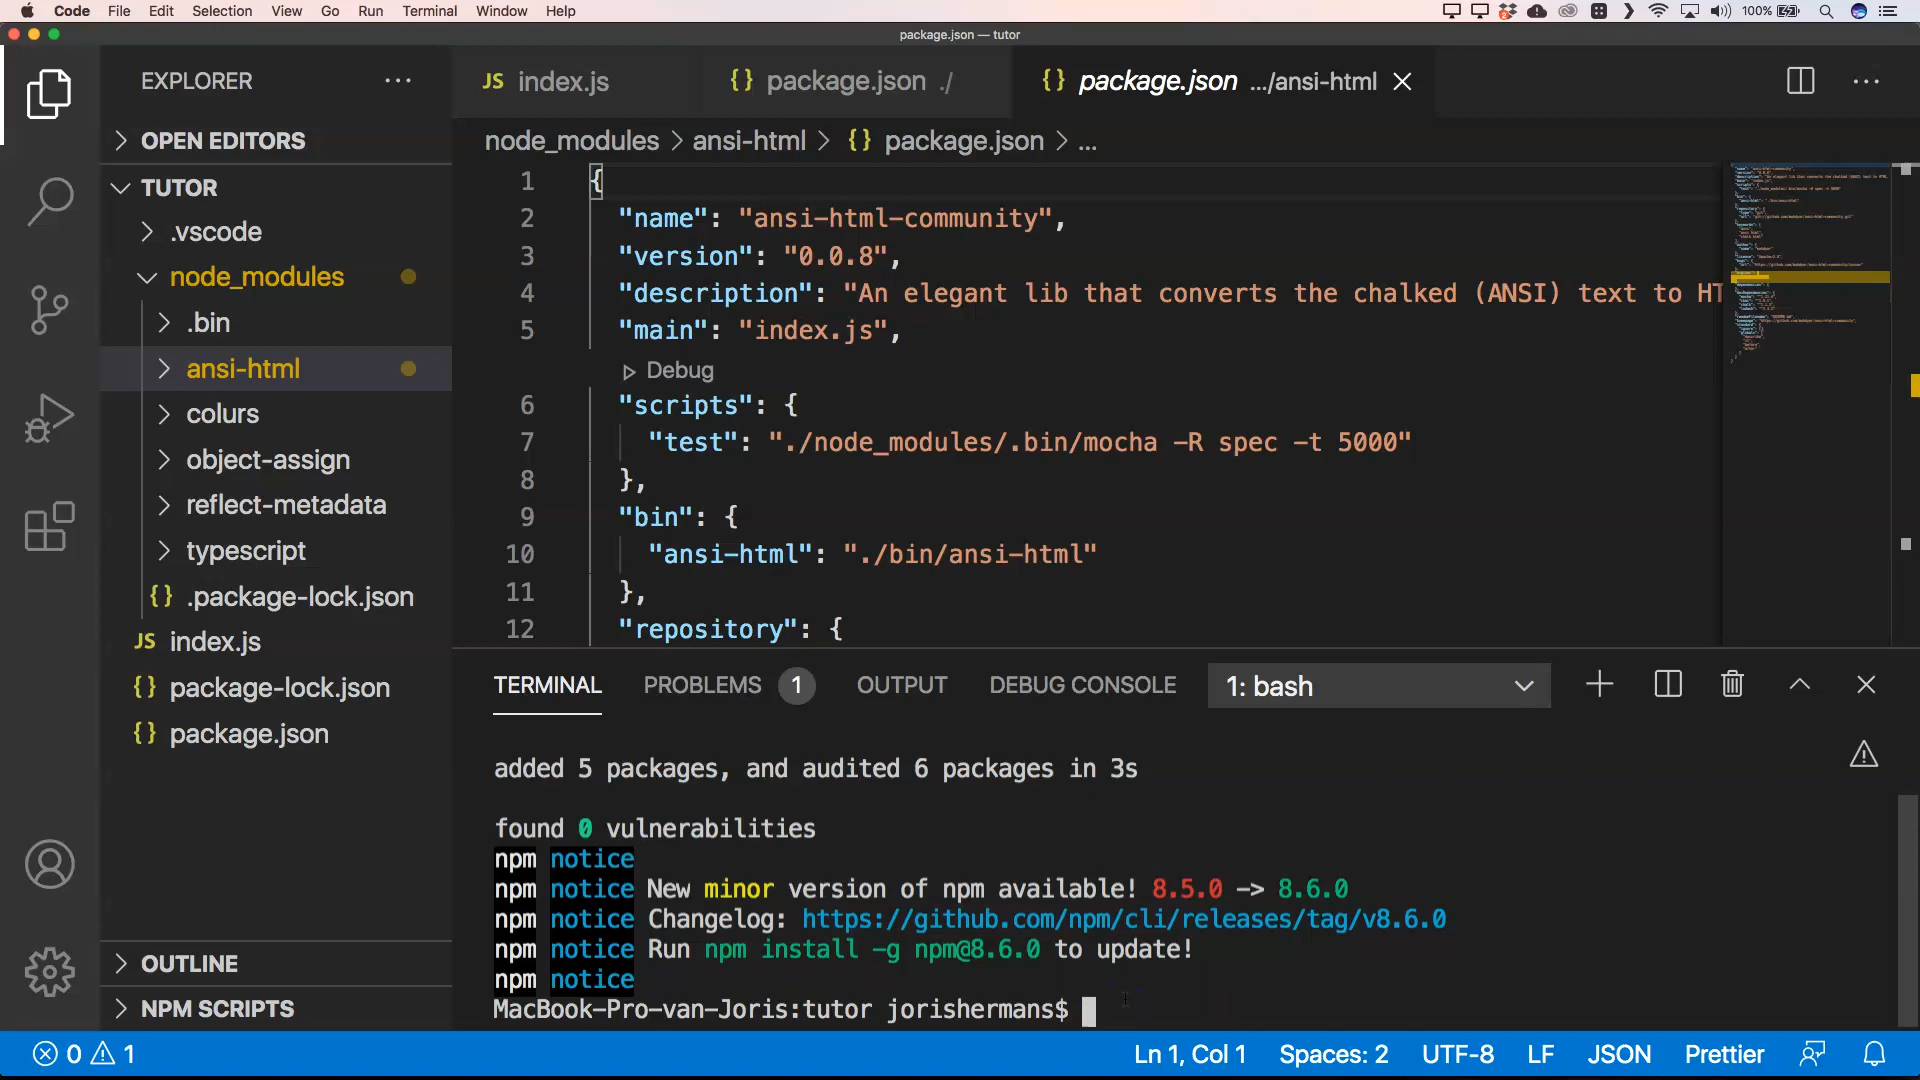 Code File Edit Selection View Go Run Terminal Window Help 100%
package.json — tutor
EXPLORER
index.js
package.json ./
package.json .../ansi-html
OPEN EDITORS
TUTOR
.vscode
node_modules
.bin
ansi-html
colurs
object-assign
reflect-metadata
typescript
.package-lock.json
index.js
package-lock.json
package.json
OUTLINE
NPM SCRIPTS
node_modules > ansi-html > {} package.json > ...
1 {
2 "name": "ansi-html-community",
3 "version": "0.0.8",
4 "description": "An elegant lib that converts the chalked (ANSI) text to HT
5 "main": "index.js",
Debug
6 "scripts": {
7 "test": "./node_modules/.bin/mocha -R spec -t 5000"
8 },
9 "bin": {
10 "ansi-html": "./bin/ansi-html"
11 },
12 "repository": {
TERMINAL PROBLEMS 1 OUTPUT DEBUG CONSOLE 1: bash
added 5 packages, and audited 6 packages in 3s
found 0 vulnerabilities
npm notice
npm notice New minor version of npm available! 8.5.0 -> 8.6.0
npm notice Changelog: https://github.com/npm/cli/releases/tag/v8.6.0
npm notice Run npm install -g npm@8.6.0 to update!
npm notice
MacBook-Pro-van-Joris:tutor jorishermans$
0 1 Ln 1, Col 1 Spaces: 2 UTF-8 LF JSON Prettier